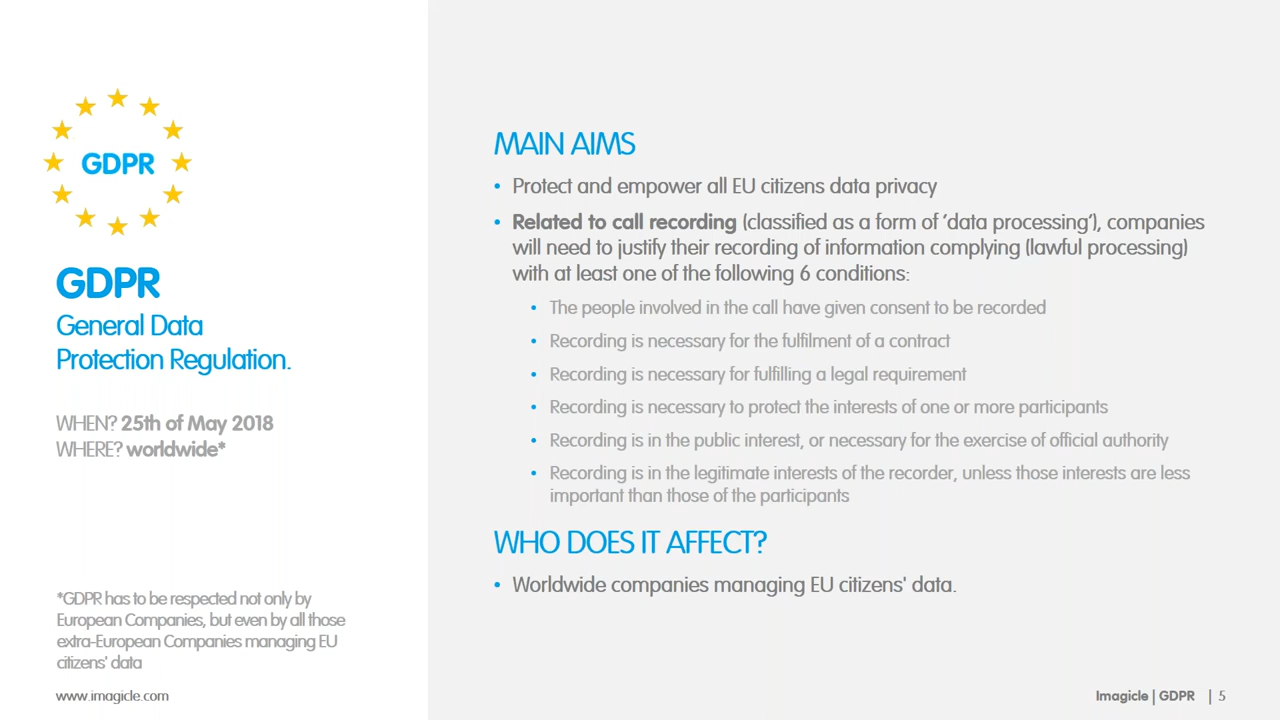 GDPR
GDPR
General Data
Protection Regulation.
WHEN? 25th of May 2018
WHERE? worldwide*
*GDPR has to be respected not only by
European Companies, but even by all those
extra-European Companies managing EU
citizens' data
www.imagicle.com
MAIN AIMS
• Protect and empower all EU citizens data privacy
• Related to call recording (classified as a form of ‘data processing’), companies
will need to justify their recording of information complying (lawful processing)
with at least one of the following 6 conditions:
• The people involved in the call have given consent to be recorded
• Recording is necessary for the fulfilment of a contract
• Recording is necessary for fulfilling a legal requirement
• Recording is necessary to protect the interests of one or more participants
• Recording is in the public interest, or necessary for the exercise of official authority
• Recording is in the legitimate interests of the recorder, unless those interests are less
important than those of the participants
WHO DOES IT AFFECT?
• Worldwide companies managing EU citizens' data.
Imagicle | GDPR | 5